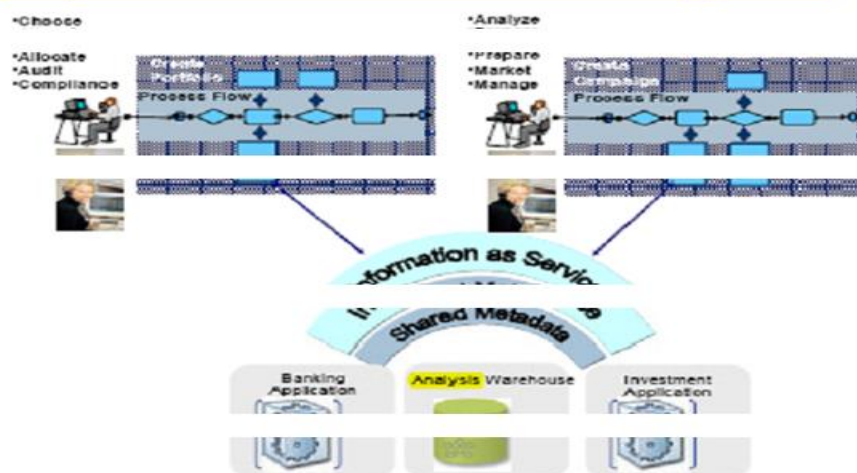 •Choose
•Allocate
•Audit
•Compliance
Create
Portfolio
Process Flow
•Analyze
•Prepare
•Market
•Manage
Create
Campaign
Process Flow
Information as Service
Shared Metadata
Banking
Application
Analysis Warehouse
Investment
Application